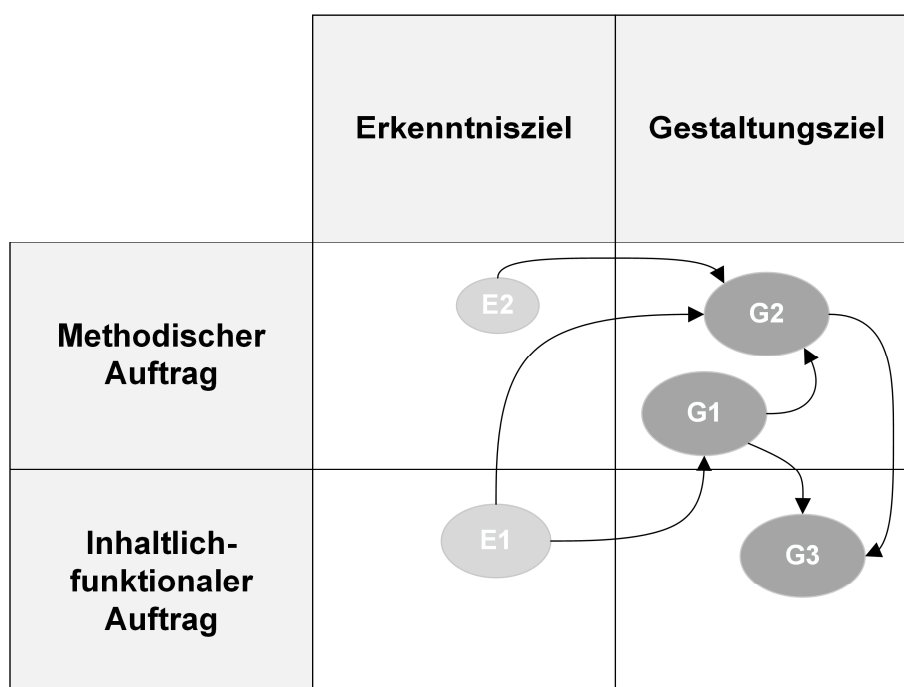 Erkenntnisziel
Gestaltungsziel
Methodischer
Auftrag
E2
G2
G1
Inhaltlich-
funktionaler
Auftrag
E1
G3